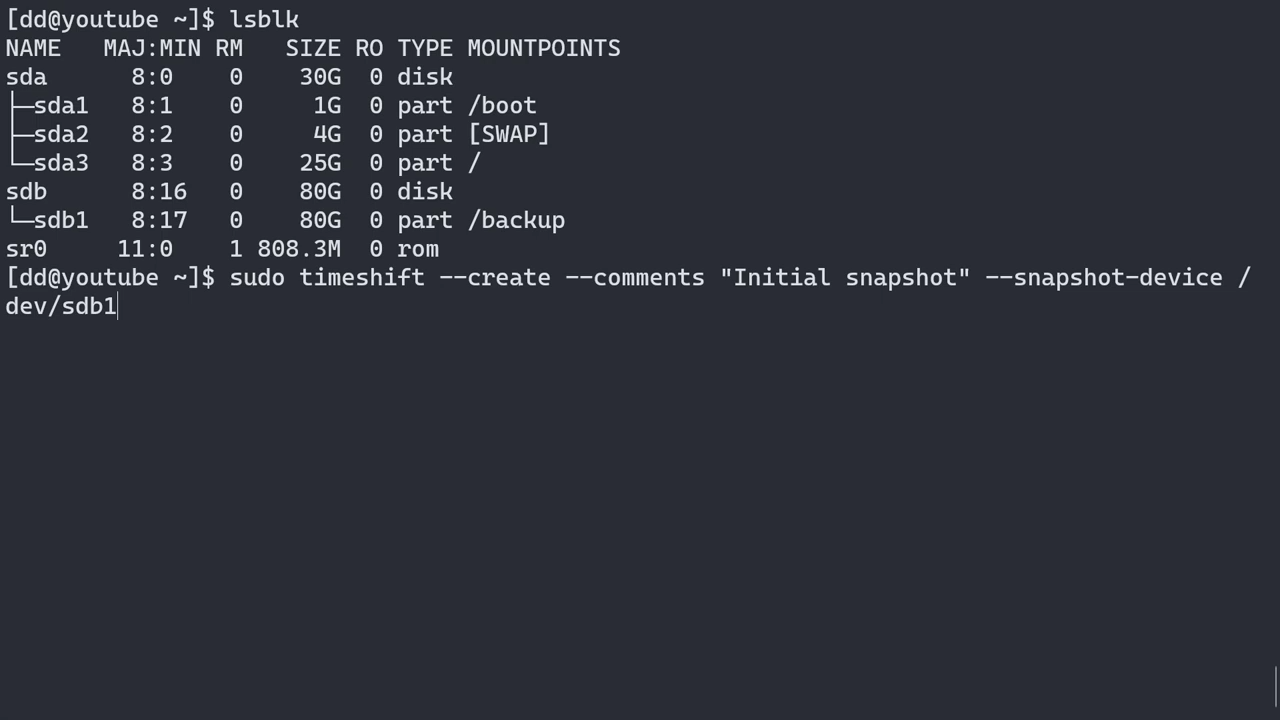 [dd@youtube ~]$ lsblk
NAME   MAJ:MIN RM   SIZE RO TYPE MOUNTPOINTS
sda      8:0    0    30G  0 disk
├─sda1   8:1    0     1G  0 part /boot
├─sda2   8:2    0     4G  0 part [SWAP]
└─sda3   8:3    0    25G  0 part /
sdb      8:16   0    80G  0 disk
└─sdb1   8:17   0    80G  0 part /backup
sr0     11:0    1 808.3M  0 rom
[dd@youtube ~]$ sudo timeshift --create --comments "Initial snapshot" --snapshot-device /
dev/sdb1